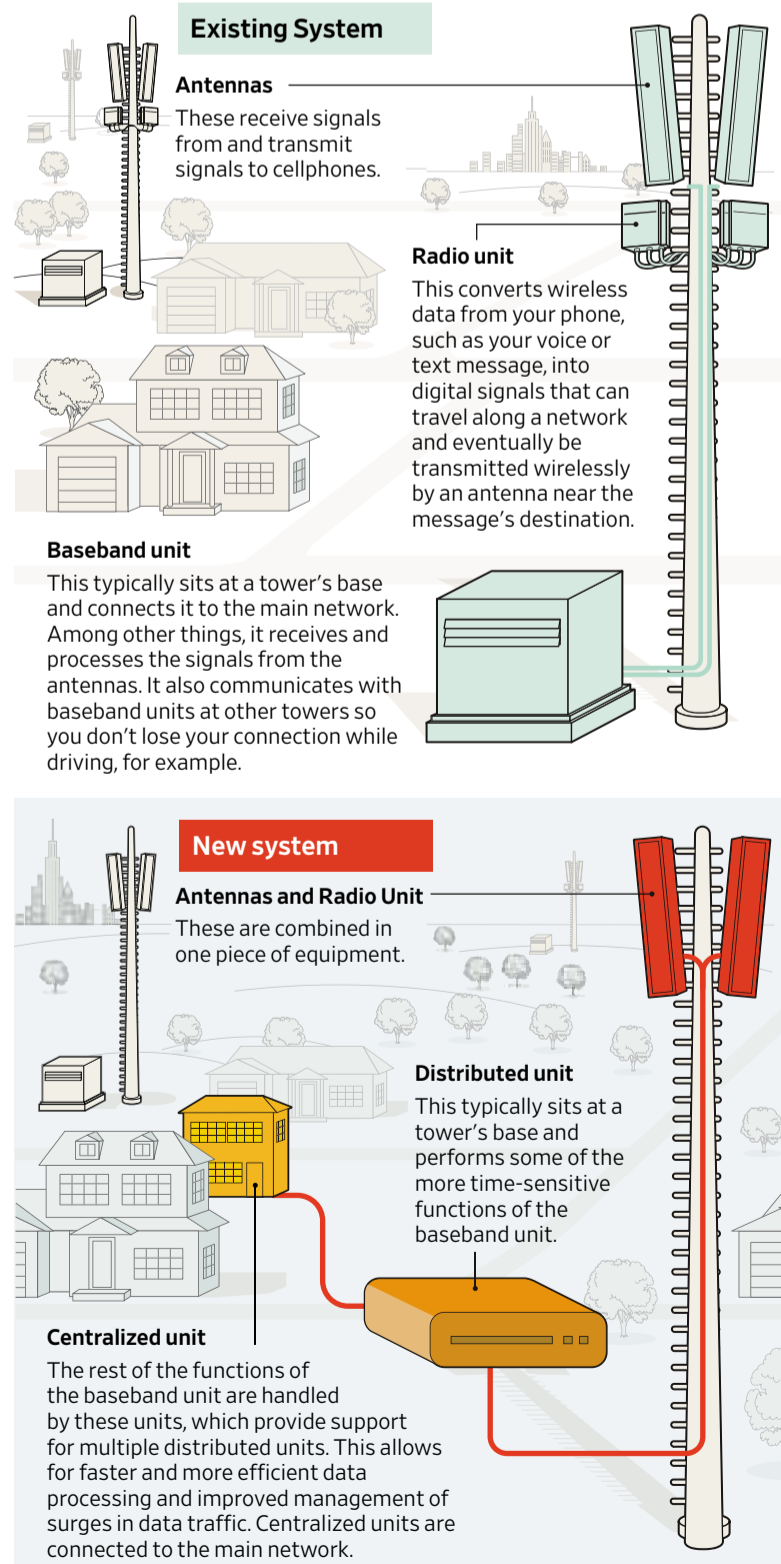 Existing System
Antennas
These receive signals
from and transmit
signals to cellphones.
Radio unit
This converts wireless
data from your phone,
such as your voice or
text message, into
digital signals that can
travel along a network
and eventually be
transmitted wirelessly
by an antenna near the
message's destination.
Baseband unit
This typically sits at a tower's base
and connects it to the main network.
Among other things, it receives and
processes the signals from the
antennas. It also communicates with
baseband units at other towers so
you don't lose your connection while
driving, for example.
New system
Antennas and Radio Unit
These are combined in
one piece of equipment.
Distributed unit
This typically sits at a
tower's base and
performs some of the
more time-sensitive
functions of the
baseband unit.
Centralized unit
The rest of the functions of
the baseband unit are handled
by these units, which provide support
for multiple distributed units. This allows
for faster and more efficient data
processing and improved management of
surges in data traffic. Centralized units are
connected to the main network.